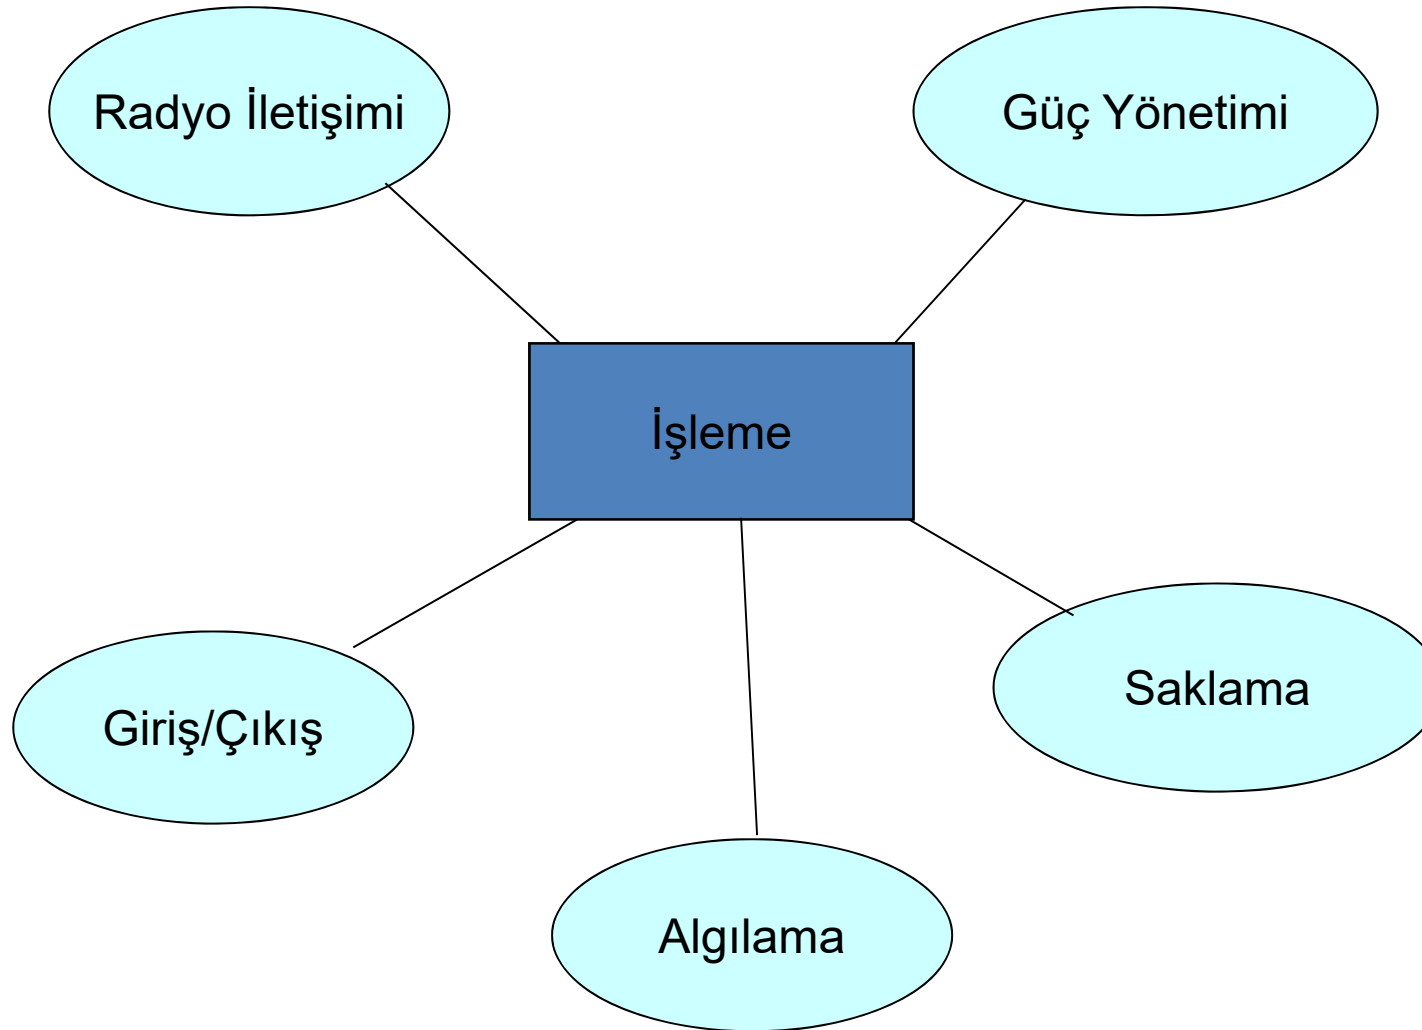 Radyo İletişimi
Güç Yönetimi
İşleme
Saklama
Giriş/Çıkış
Algılama